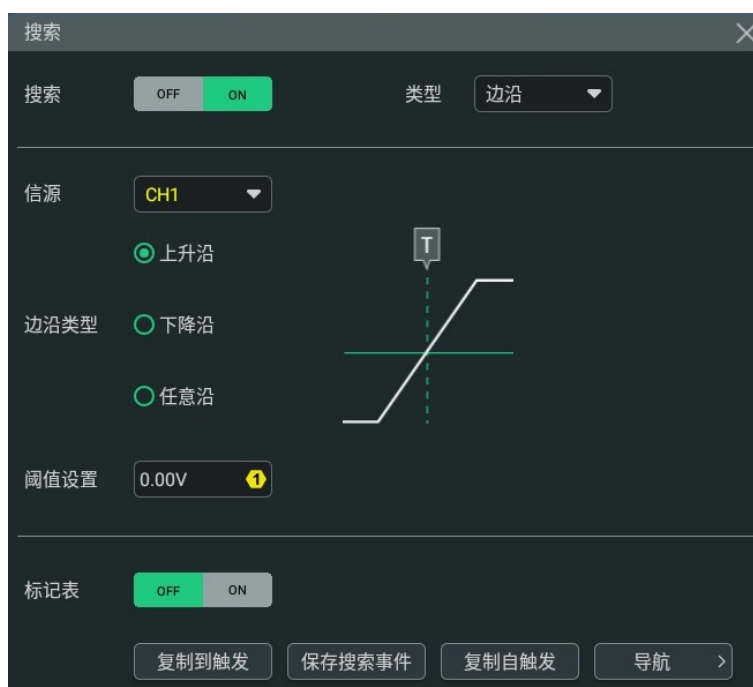 搜索
搜索 OFF ON 类型 边沿
信源 CH1
上升沿
T
边沿类型 下降沿
任意沿
阈值设置 0.00V 1
标记表 OFF ON
复制到触发 保存搜索事件 复制自触发 导航